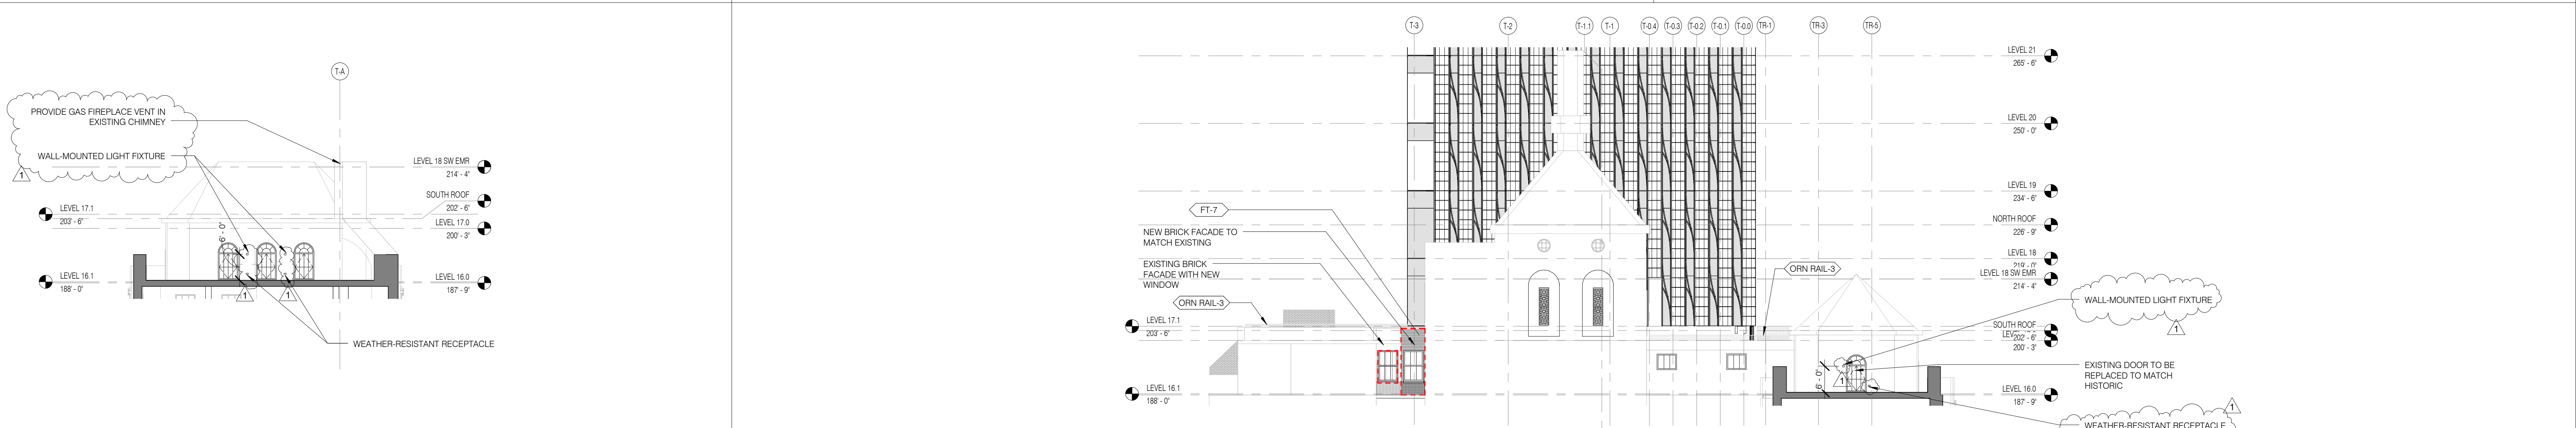 T-A
PROVIDE GAS FIREPLACE VENT IN
EXISTING CHIMNEY
WALL-MOUNTED LIGHT FIXTURE
1
LEVEL 18 SW EMR
214' - 4"
SOUTH ROOF
202' - 6"
LEVEL 17.1
203' - 6"
LEVEL 17.0
200' - 3"
6' - 0"
LEVEL 16.1
188' - 0"
LEVEL 16.0
187' - 9"
1
1
WEATHER-RESISTANT RECEPTACLE
T-3
T-2
T-1.1
T-1
T-0.4
T-0.3
T-0.2
T-0.1
T-0.0
TR-1
TR-3
TR-5
LEVEL 21
265' - 6"
LEVEL 20
250' - 0"
LEVEL 19
234' - 6"
NORTH ROOF
226' - 9"
LEVEL 18
219' - 0"
LEVEL 18 SW EMR
214' - 4"
FT-7
NEW BRICK FACADE TO
MATCH EXISTING
EXISTING BRICK
FACADE WITH NEW
WINDOW
ORN RAIL-3
ORN RAIL-3
LEVEL 17.1
203' - 6"
LEVEL 16.1
188' - 0"
WALL-MOUNTED LIGHT FIXTURE
1
SOUTH ROOF
202' - 6"
200' - 3"
6' - 0"
1
EXISTING DOOR TO BE
REPLACED TO MATCH
HISTORIC
LEVEL 16.0
187' - 9"
1
WEATHER-RESISTANT RECEPTACLE